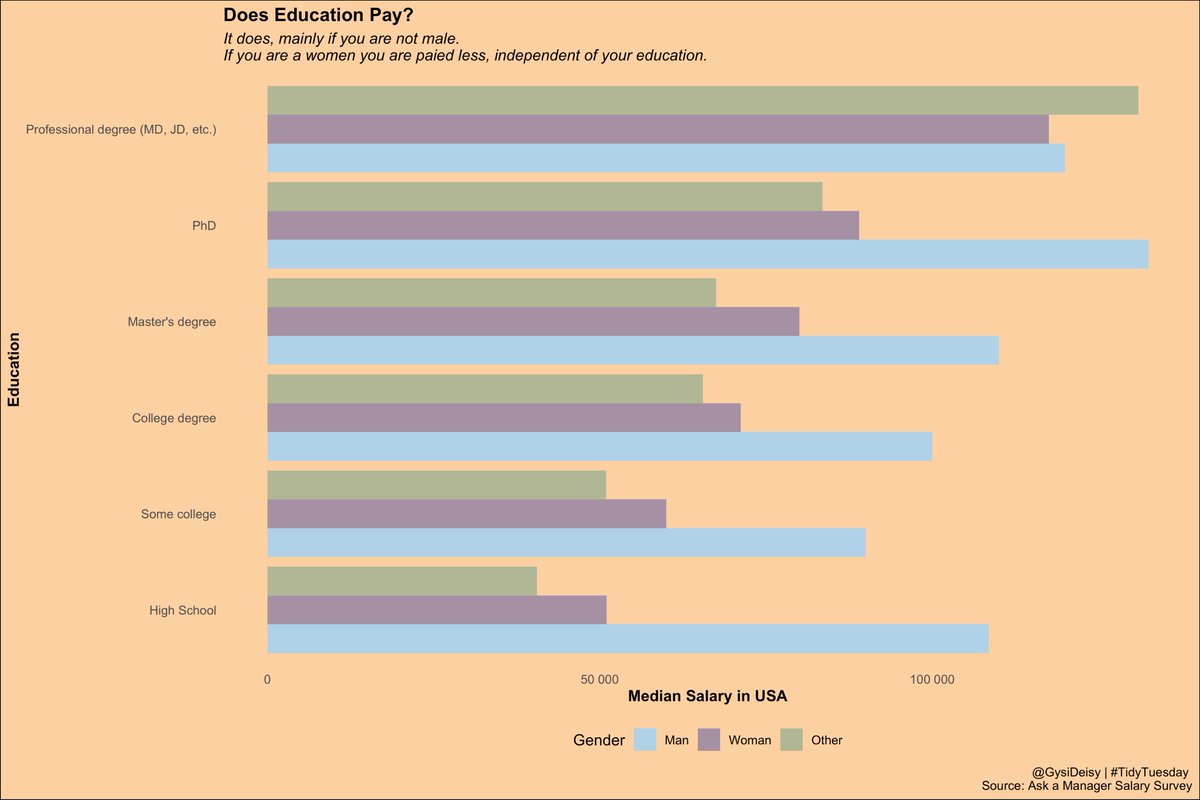 Does Education Pay?
It does, mainly if you are not male.
If you are a women you are paied less, independent of your education.
Education
Professional degree (MD, JD, etc.)
PhD
Master's degree
College degree
Some college
High School
0 50 000 100 000
Median Salary in USA
Gender Man Woman Other
@GysiDeisy | #TidyTuesday
Source: Ask a Manager Salary Survey